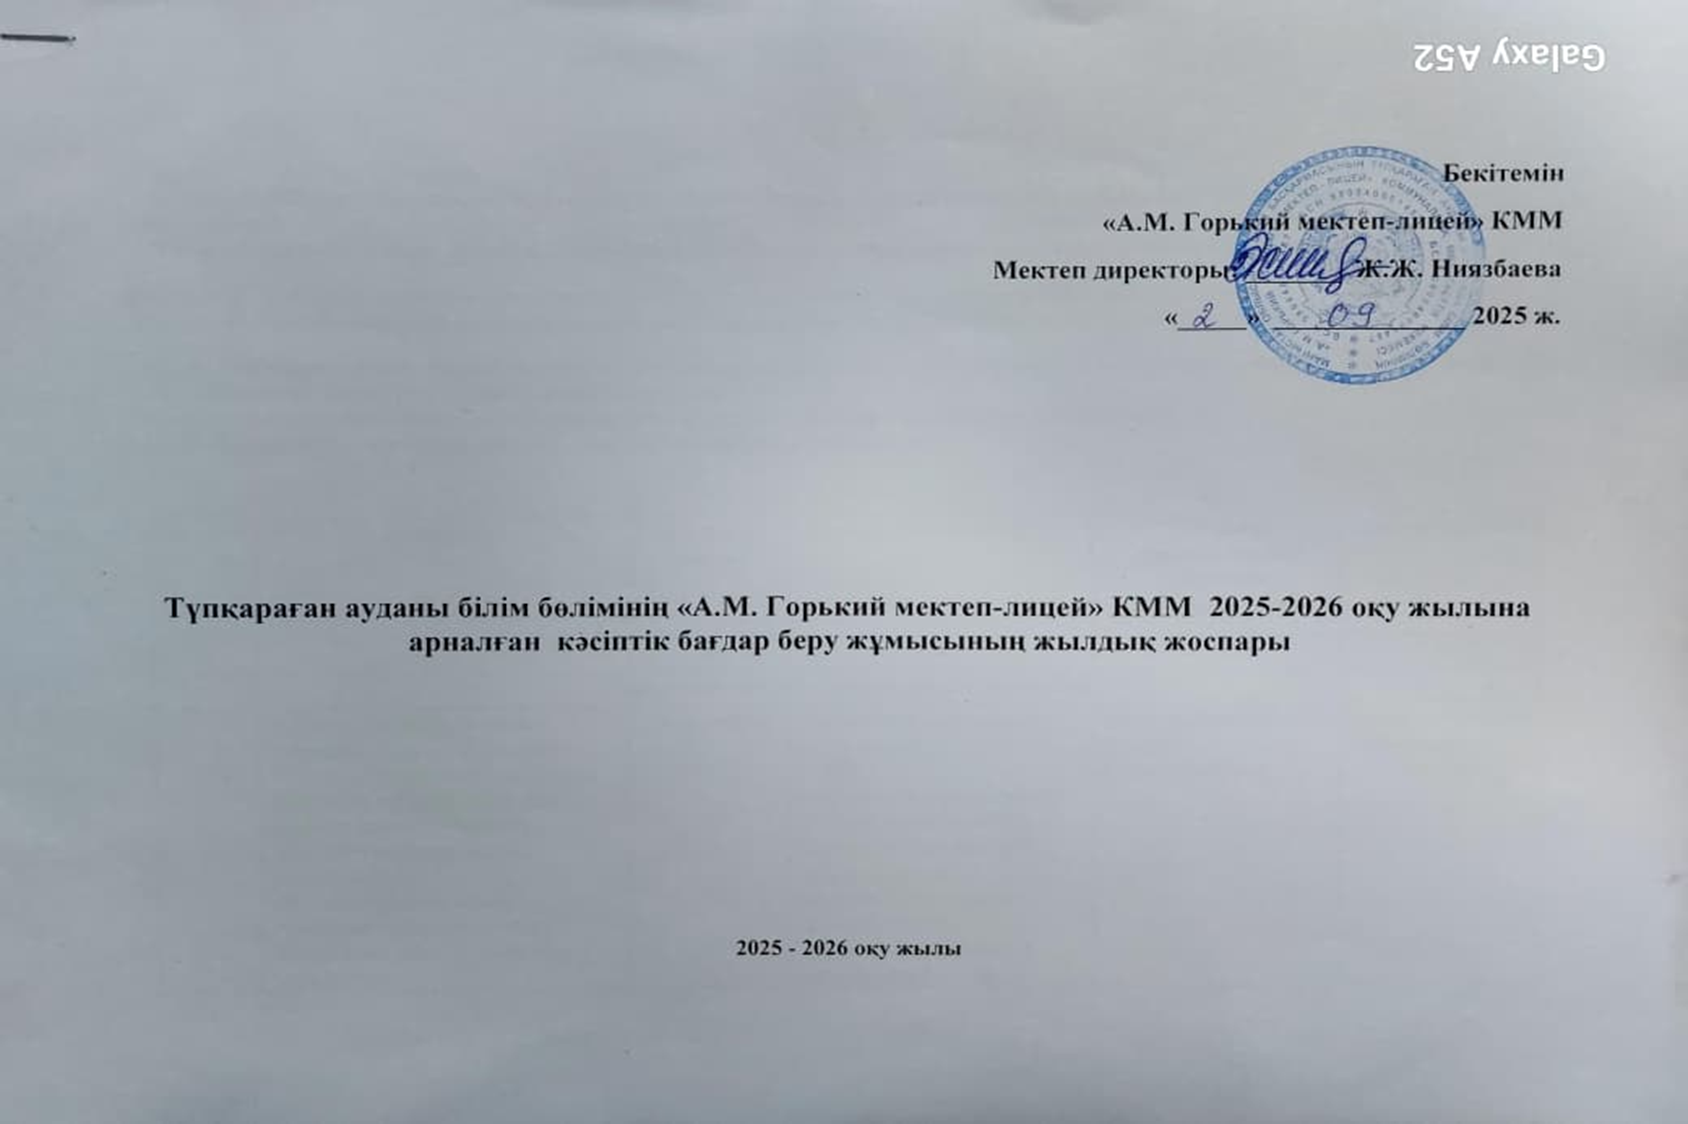 Galaxy A52
Бекітемін
«А.М. Горький мектеп-лицей» КММ
Мектеп директоры: Ж.Ж. Ниязбаева
« 2 » 09 2025 ж.
Түпқараған ауданы білім бөлімінің «А.М. Горький мектеп-лицей» КММ 2025-2026 оқу жылына
арналған кәсіптік бағдар беру жұмысының жылдық жоспары
2025 - 2026 оқу жылы